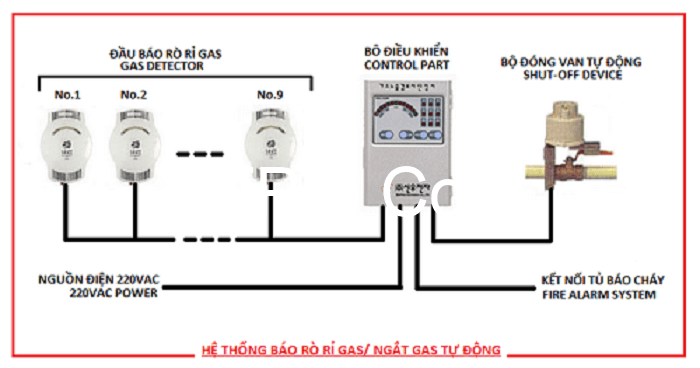 ĐẦU BÁO RÒ RỈ GAS
GAS DETECTOR
No.1
No.2
No.9
BỘ ĐIỀU KHIỂN
CONTROL PART
BỘ ĐÓNG VAN TỰ ĐỘNG
SHUT-OFF DEVICE
Co
NGUỒN ĐIỆN 220VAC
220VAC POWER
KẾT NỐI TỦ BÁO CHÁY
FIRE ALARM SYSTEM
HỆ THỐNG BÁO RÒ RỈ GAS/ NGẮT GAS TỰ ĐỘNG